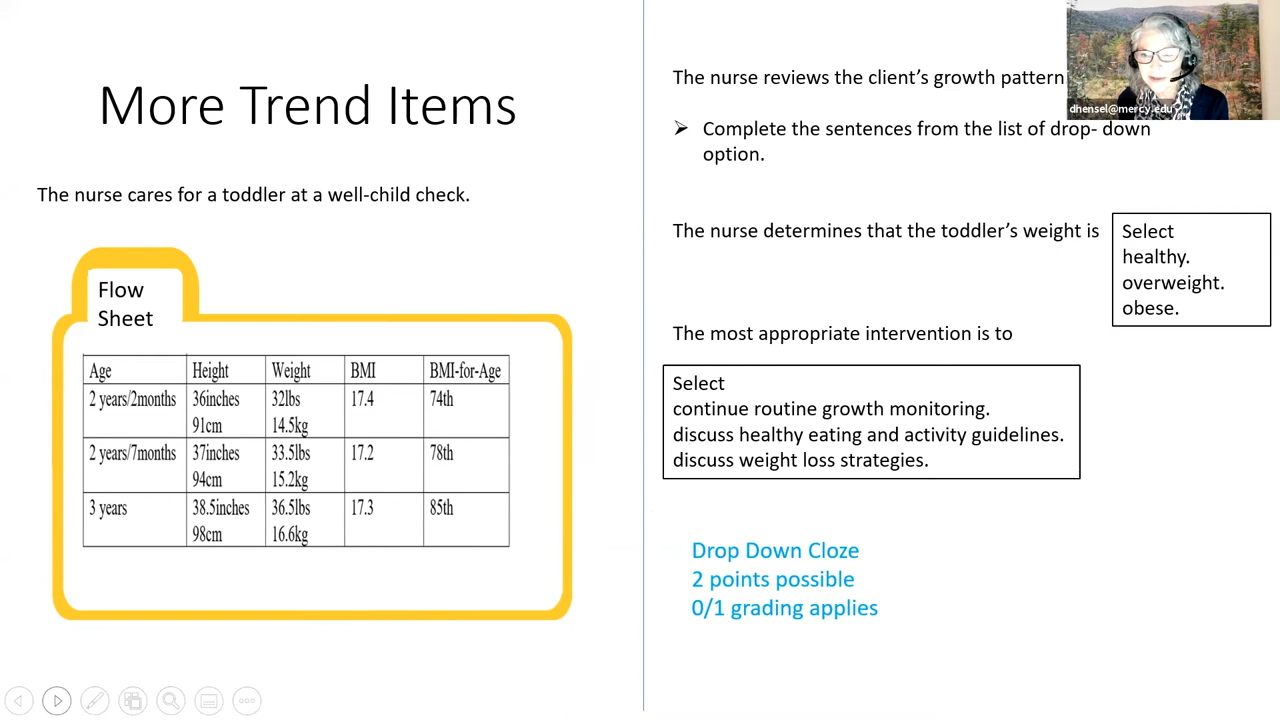 More Trend Items
The nurse cares for a toddler at a well-child check.
Flow
Sheet
Age Height Weight BMI BMI-for-Age
2 years/2months 36inches 32lbs 17.4 74th
91cm 14.5kg
2 years/7months 37inches 33.5lbs 17.2 78th
94cm 15.2kg
3 years 38.5inches 36.5lbs 17.3 85th
98cm 16.6kg
The nurse reviews the client’s growth pattern
dhensel@mercy.edu
➢ Complete the sentences from the list of drop- down
option.
The nurse determines that the toddler’s weight is
Select
healthy.
overweight.
obese.
The most appropriate intervention is to
Select
continue routine growth monitoring.
discuss healthy eating and activity guidelines.
discuss weight loss strategies.
Drop Down Cloze
2 points possible
0/1 grading applies